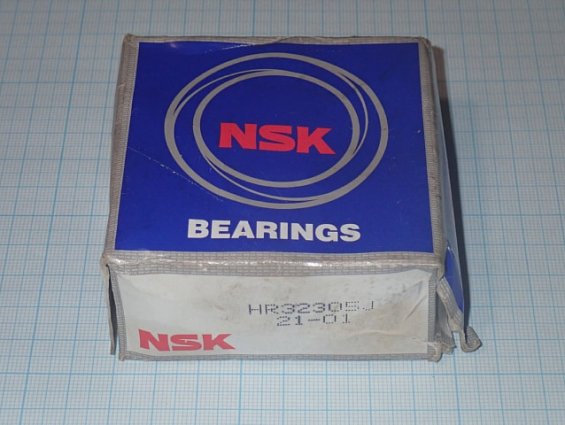 NSK
BEARINGS
HR32305J
21-01
NSK